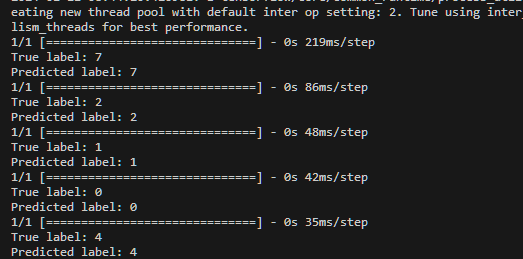 eating new thread pool with default inter op setting: 2. Tune using inter
lism_threads for best performance.
1/1 [==============================] - 0s 219ms/step
True label: 7
Predicted label: 7
1/1 [==============================] - 0s 86ms/step
True label: 2
Predicted label: 2
1/1 [==============================] - 0s 48ms/step
True label: 1
Predicted label: 1
1/1 [==============================] - 0s 42ms/step
True label: 0
Predicted label: 0
1/1 [==============================] - 0s 35ms/step
True label: 4
Predicted label: 4